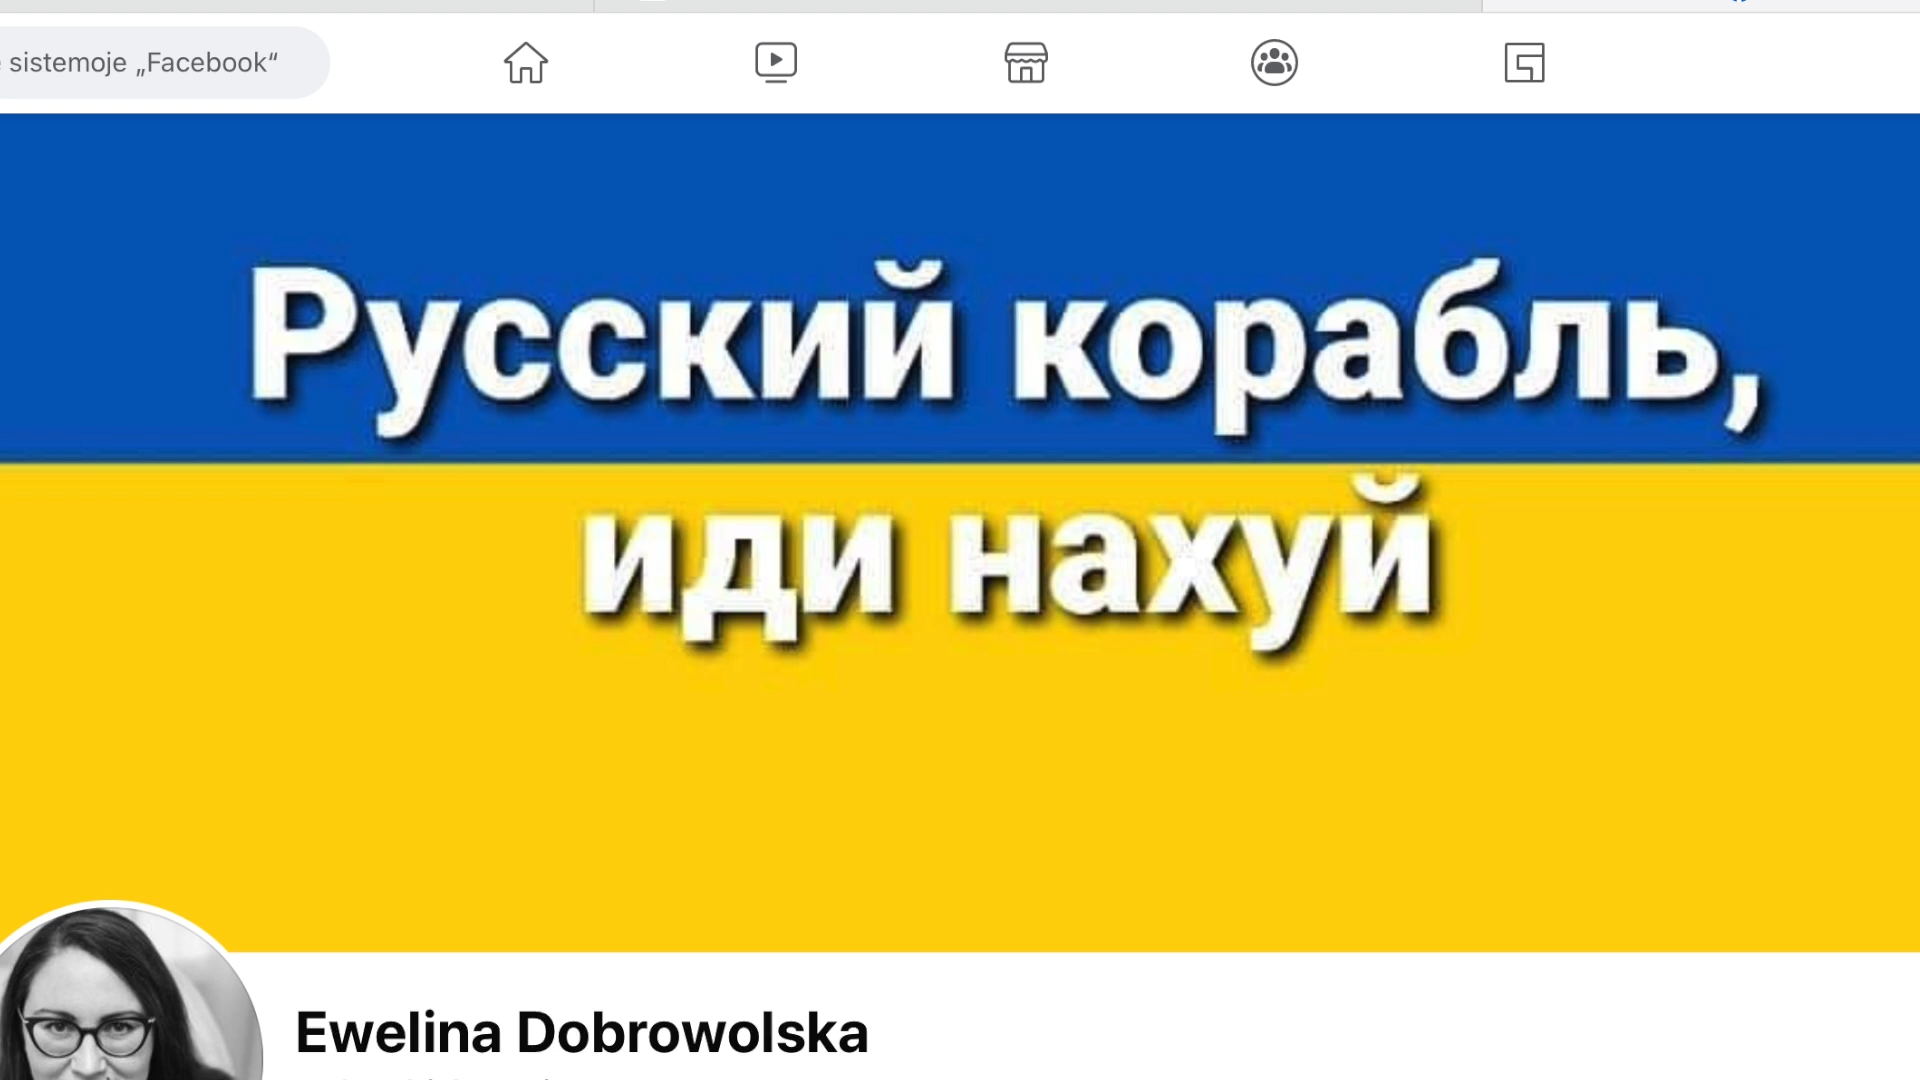 sistemoje „Facebook“
Русский корабль,
иди нахуй
Ewelina Dobrowolska